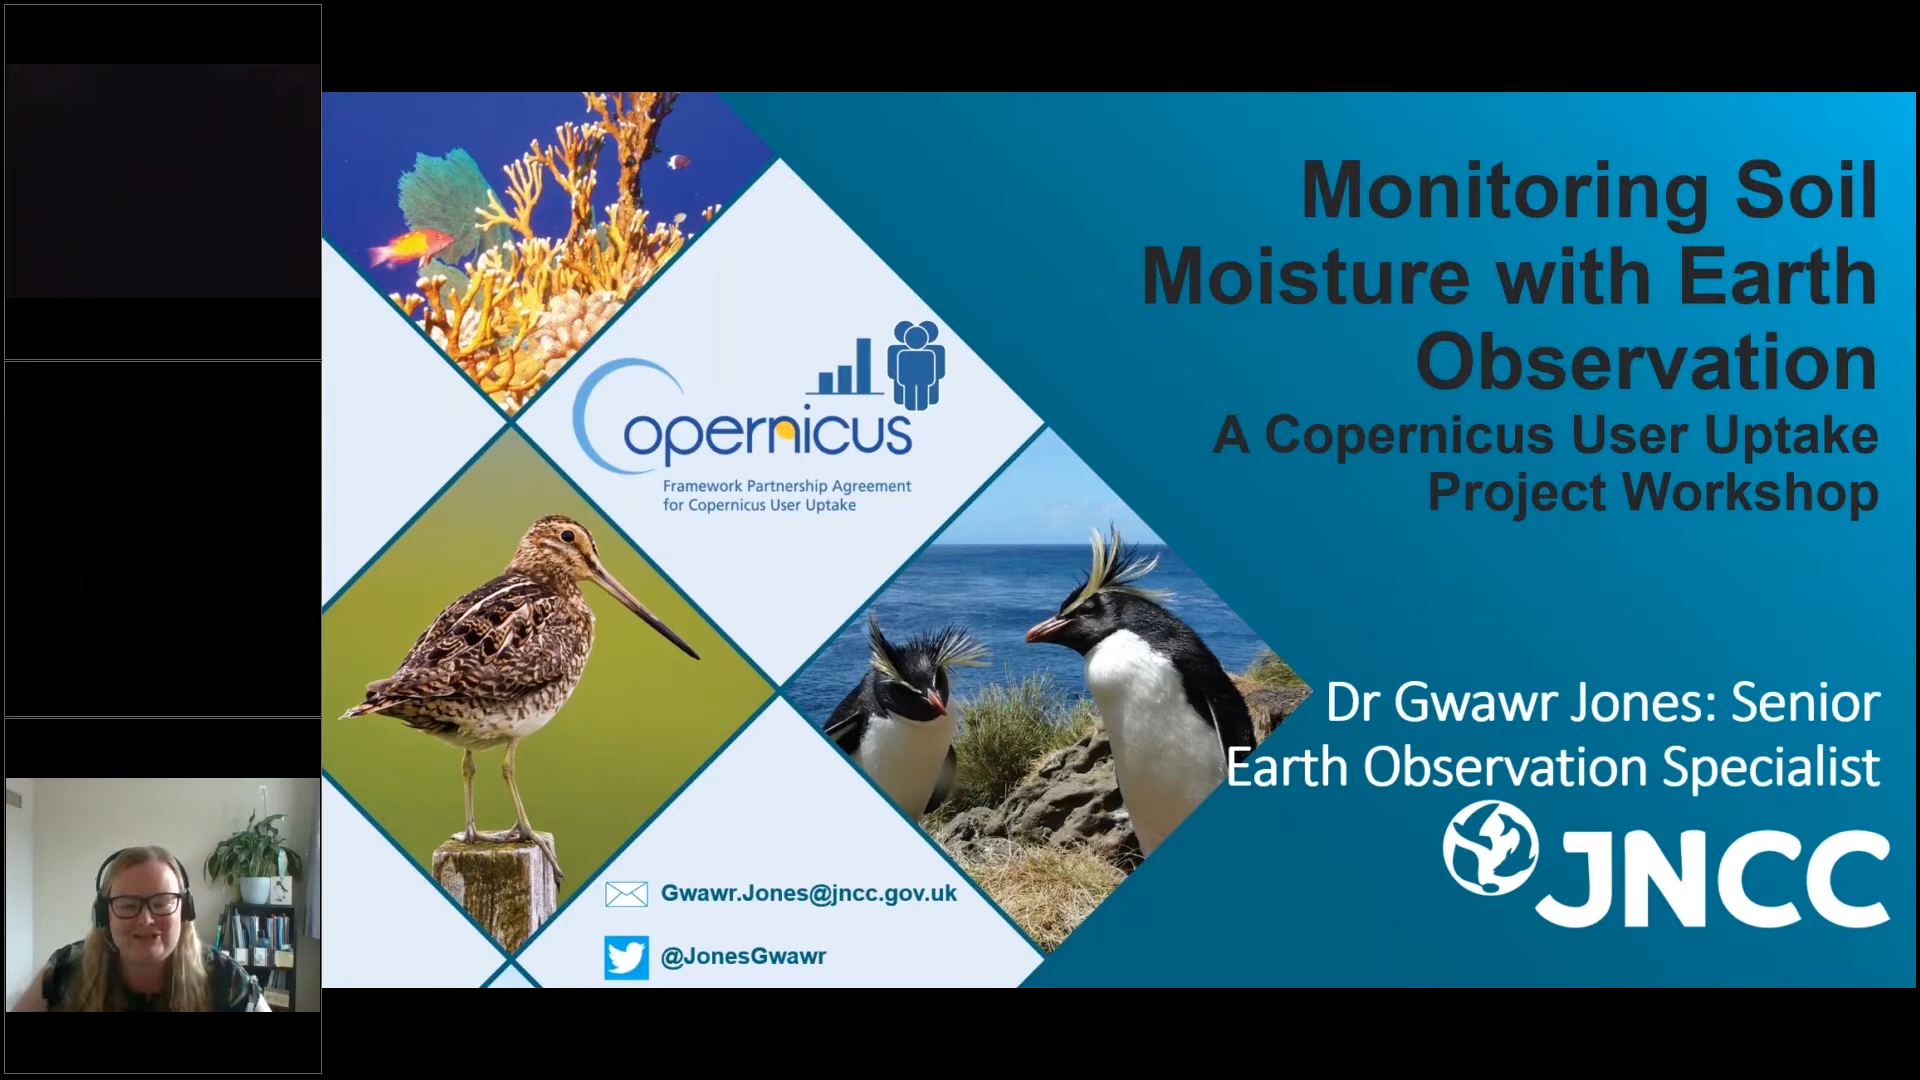 Monitoring Soil
Moisture with Earth
Observation
A Copernicus User Uptake
Project Workshop
Copernicus
Framework Partnership Agreement
for Copernicus User Uptake
Dr Gwawr Jones: Senior
Earth Observation Specialist
JNCC
Gwawr.Jones@jncc.gov.uk
@JonesGwawr